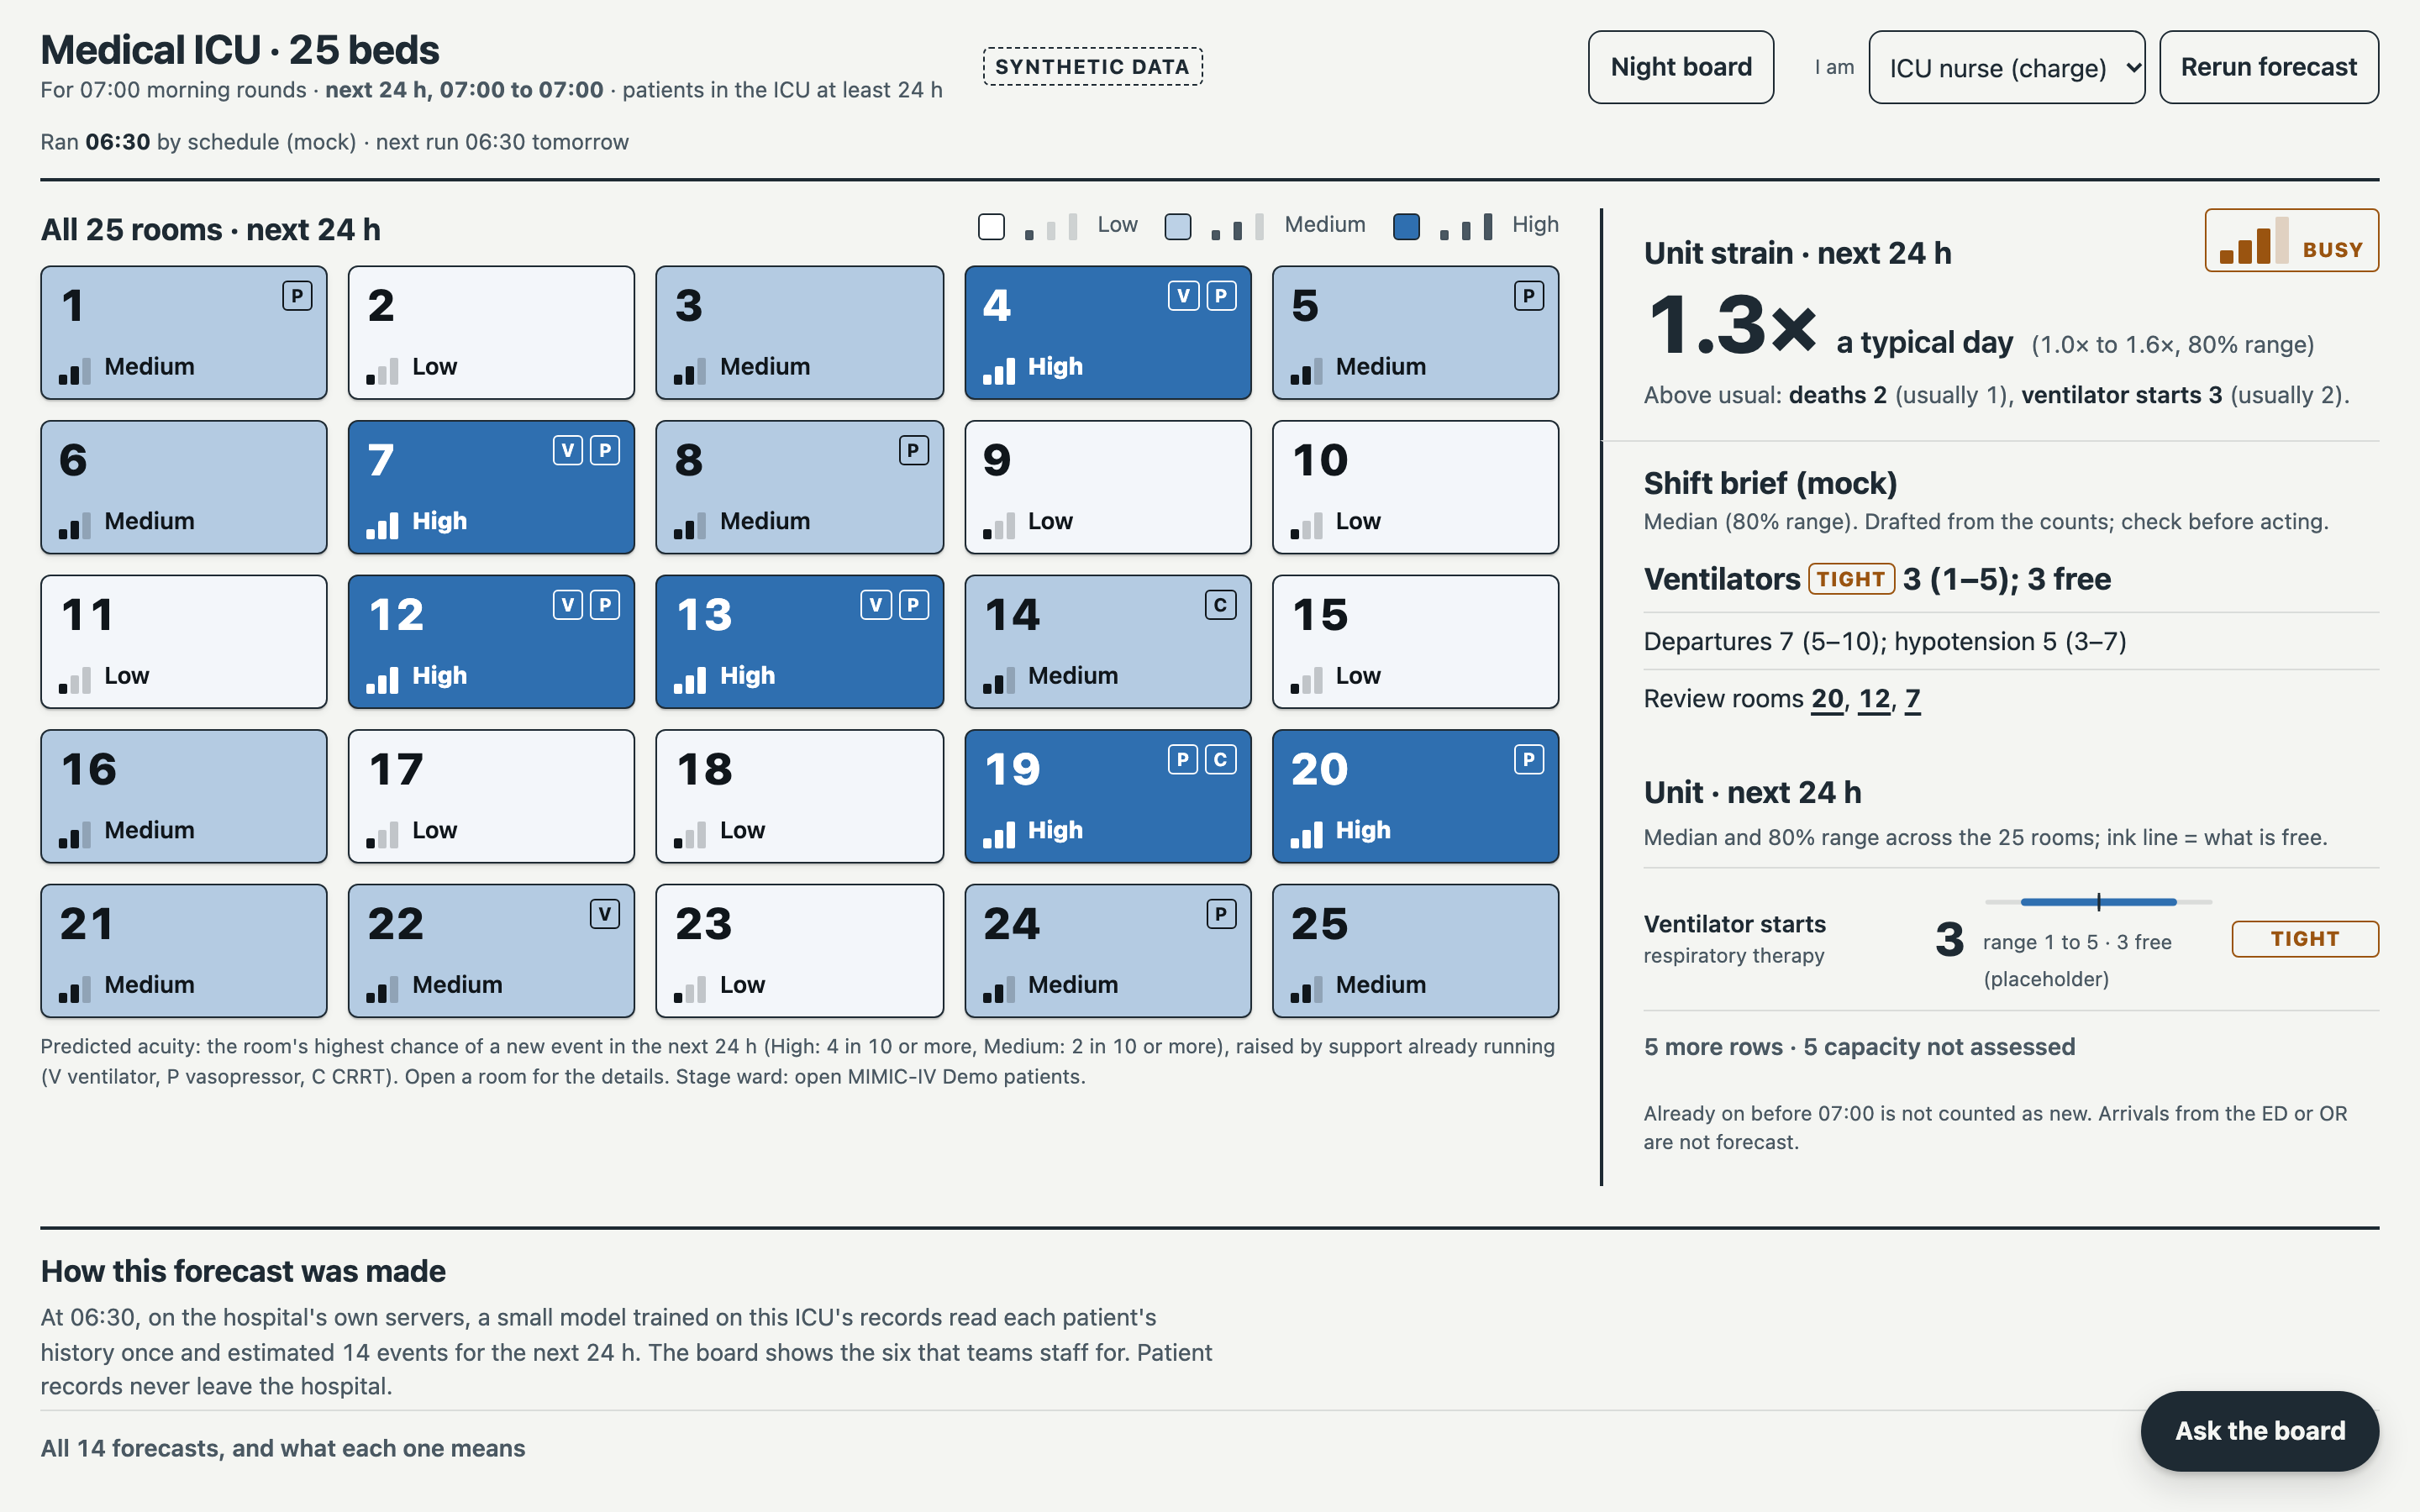 Medical ICU · 25 beds
For 07:00 morning rounds · next 24 h, 07:00 to 07:00 · patients in the ICU at least 24 h
SYNTHETIC DATA
Night board
I am
ICU nurse (charge)
Rerun forecast
Ran 06:30 by schedule (mock) · next run 06:30 tomorrow
All 25 rooms · next 24 h
Low
Medium
High
1 P
Medium
2
Low
3
Medium
4 V P
High
5 P
Medium
6
Medium
7 V P
High
8 P
Medium
9
Low
10
Low
11
Low
12 V P
High
13 V P
High
14 C
Medium
15
Low
16
Medium
17
Low
18
Low
19 P C
High
20 P
High
21
Medium
22 V
Medium
23
Low
24 P
Medium
25
Medium
Predicted acuity: the room's highest chance of a new event in the next 24 h (High: 4 in 10 or more, Medium: 2 in 10 or more), raised by support already running
(V ventilator, P vasopressor, C CRRT). Open a room for the details. Stage ward: open MIMIC-IV Demo patients.
Unit strain · next 24 h
BUSY
1.3× a typical day (1.0× to 1.6×, 80% range)
Above usual: deaths 2 (usually 1), ventilator starts 3 (usually 2).
Shift brief (mock)
Median (80% range). Drafted from the counts; check before acting.
Ventilators TIGHT 3 (1–5); 3 free
Departures 7 (5–10); hypotension 5 (3–7)
Review rooms 20, 12, 7
Unit · next 24 h
Median and 80% range across the 25 rooms; ink line = what is free.
Ventilator starts
respiratory therapy
3
range 1 to 5 · 3 free
(placeholder)
TIGHT
5 more rows · 5 capacity not assessed
Already on before 07:00 is not counted as new. Arrivals from the ED or OR
are not forecast.
How this forecast was made
At 06:30, on the hospital's own servers, a small model trained on this ICU's records read each patient's
history once and estimated 14 events for the next 24 h. The board shows the six that teams staff for. Patient
records never leave the hospital.
All 14 forecasts, and what each one means
Ask the board